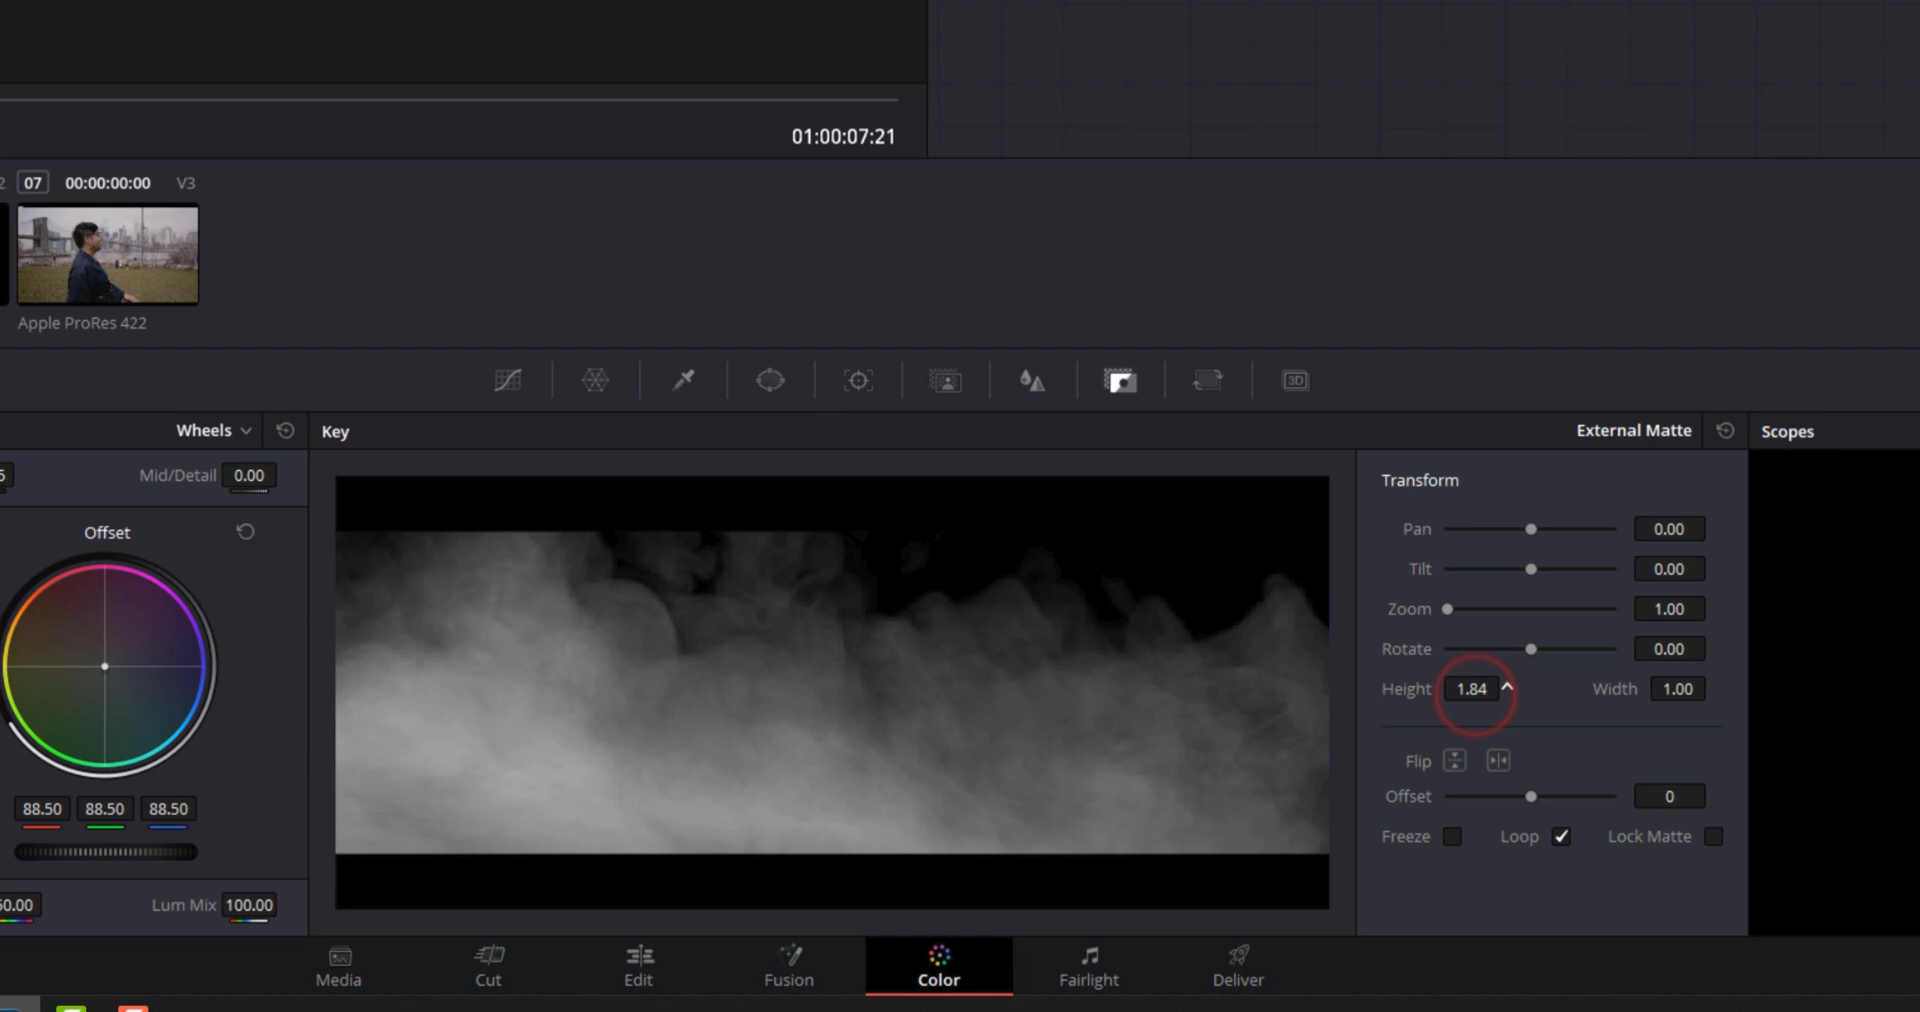 01:00:07:21
2 07 00:00:00:00 V3
Apple ProRes 422
3D
Wheels
Key
External Matte
Scopes
Mid/Detail 0.00
Transform
Offset
Pan 0.00
Tilt 0.00
Zoom 1.00
Rotate 0.00
Height 1.84 Width 1.00
Flip
88.50 88.50 88.50
Offset 0
Freeze Loop Lock Matte
Lum Mix 100.00
Media
Cut
Edit
Fusion
Color
Fairlight
Deliver